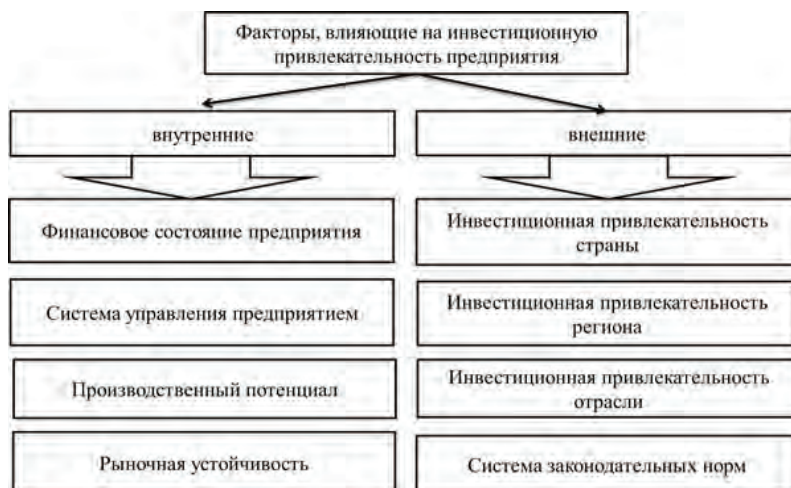 Факторы, влияющие на инвестиционную
привлекательность предприятия
внутренние
внешние
Финансовое состояние предприятия
Инвестиционная привлекательность
страны
Система управления предприятием
Инвестиционная привлекательность
региона
Производственный потенциал
Инвестиционная привлекательность
отрасли
Рыночная устойчивость
Система законодательных норм